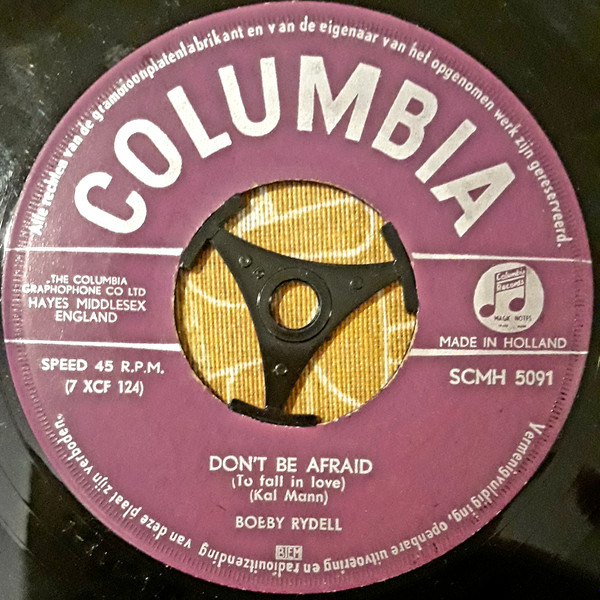 Alle rechten van de grammofoonplatenfabrikant en van de eigenaar van het opgenomen werk zijn gereserveerd.
COLUMBIA
THE COLUMBIA
GRAPHOPHONE CO LTD
HAYES MIDDLESEX
ENGLAND
Columbia
Records
MAGIC NOTES
MADE IN HOLLAND
SPEED 45 R.P.M.
(7 XCF 124)
SCMH 5091
DON'T BE AFRAID
(To fall in love)
(Kal Mann)
BOBBY RYDELL
BIEM
Vermenigvuldiging, openbare uitvoering en radiouitzending van deze plaat zijn verboden.